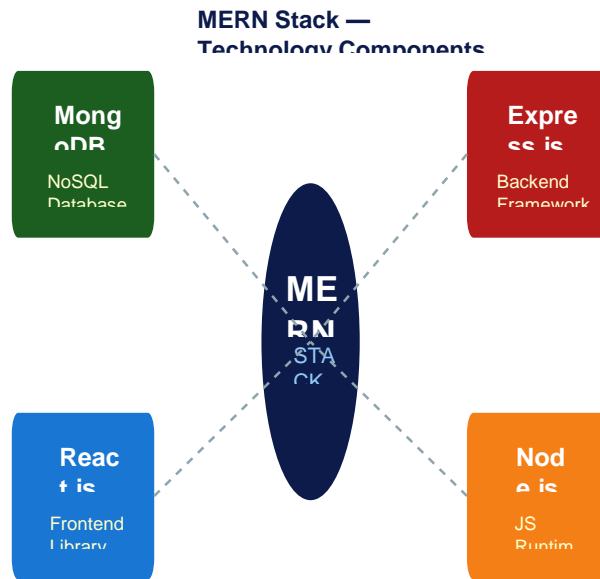 MERN Stack —
Technology Components
Mong
oDB
NoSQL
Database
Expre
ss.js
Backend
Framework
ME
RN
STA
CK
Reac
t.js
Frontend
Library
Nod
e.js
JS
Runtim